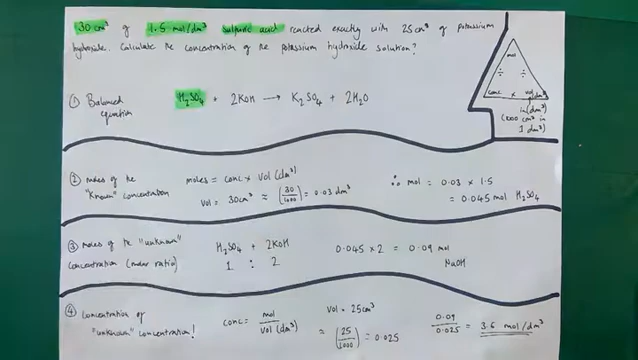 30 cm³ of 1.5 mol/dm³ sulphuric acid reacted exactly with 25cm³ of potassium
hydroxide. Calculate the concentration of the potassium hydroxide solution?
mol
÷ ÷
conc x vol
(dm³)
in (dm³)
(1000 cm³ in
1 dm³)
① Balanced
equation
H₂SO₄ + 2KOH → K₂SO₄ + 2H₂O
② moles of the
"known" concentration
moles = conc x vol (dm³)
vol = 30cm³ ≈ (30/1000) = 0.03 dm³
∴ mol = 0.03 x 1.5
= 0.045 mol H₂SO₄
③ moles of the "unknown"
concentration (molar ratio)
H₂SO₄ + 2KOH
1 : 2
0.045 x 2 = 0.09 mol
NaOH
④ concentration of
"unknown" concentration!
conc = mol / vol (dm³)
vol = 25cm³
≈ (25/1000) = 0.025
0.09 / 0.025 = 3.6 mol/dm³